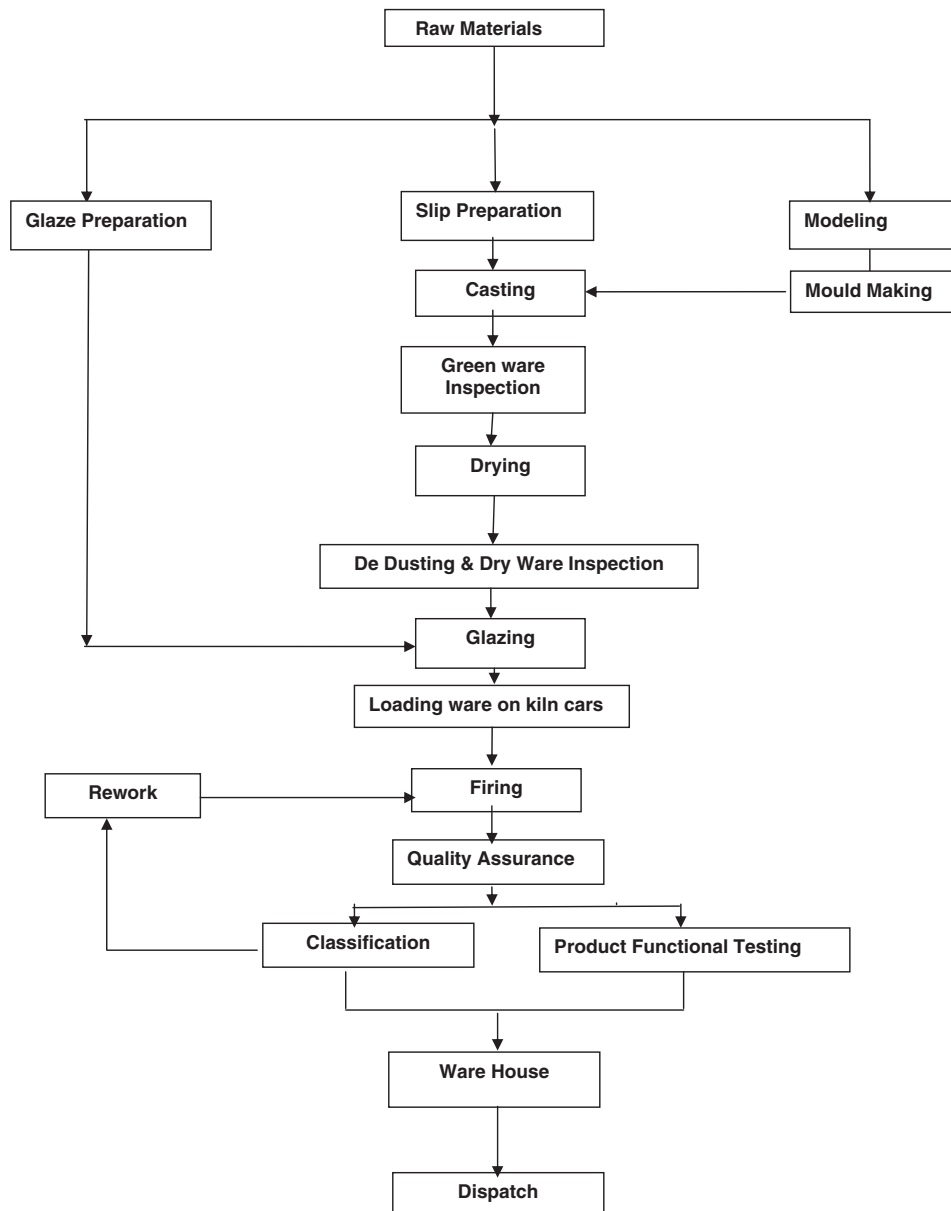 Raw Materials
Glaze Preparation
Slip Preparation
Modeling
Casting
Mould Making
Green ware
Inspection
Drying
De Dusting & Dry Ware Inspection
Glazing
Loading ware on kiln cars
Rework
Firing
Quality Assurance
Classification
Product Functional Testing
Ware House
Dispatch